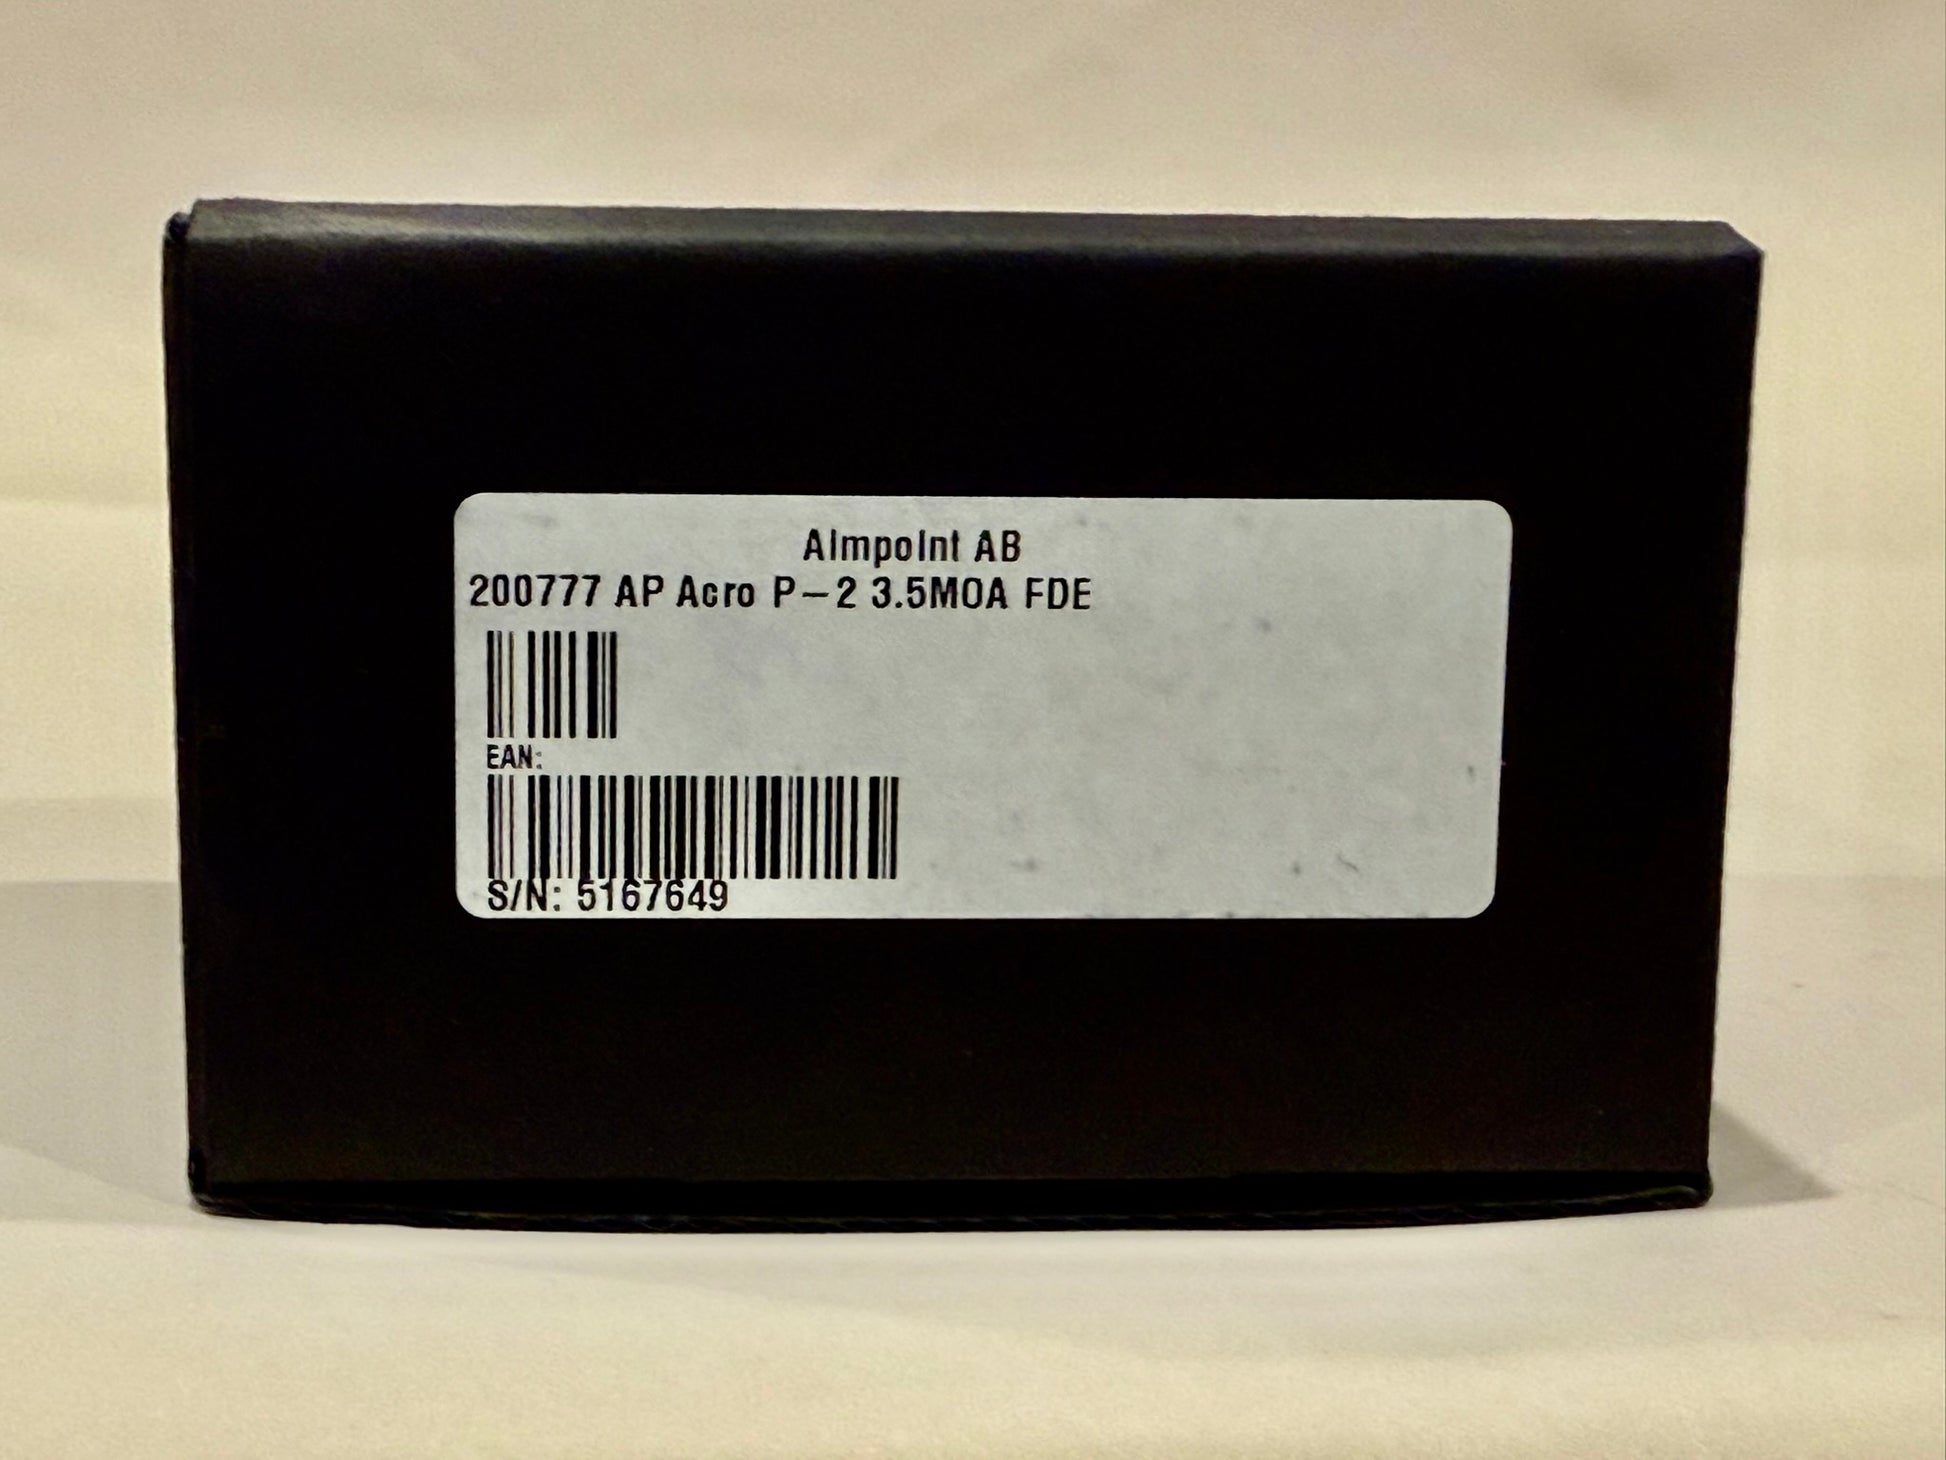 Aimpoint AB
200777 AP Acro P-2 3.5MOA FDE
EAN:
S/N: 5167649